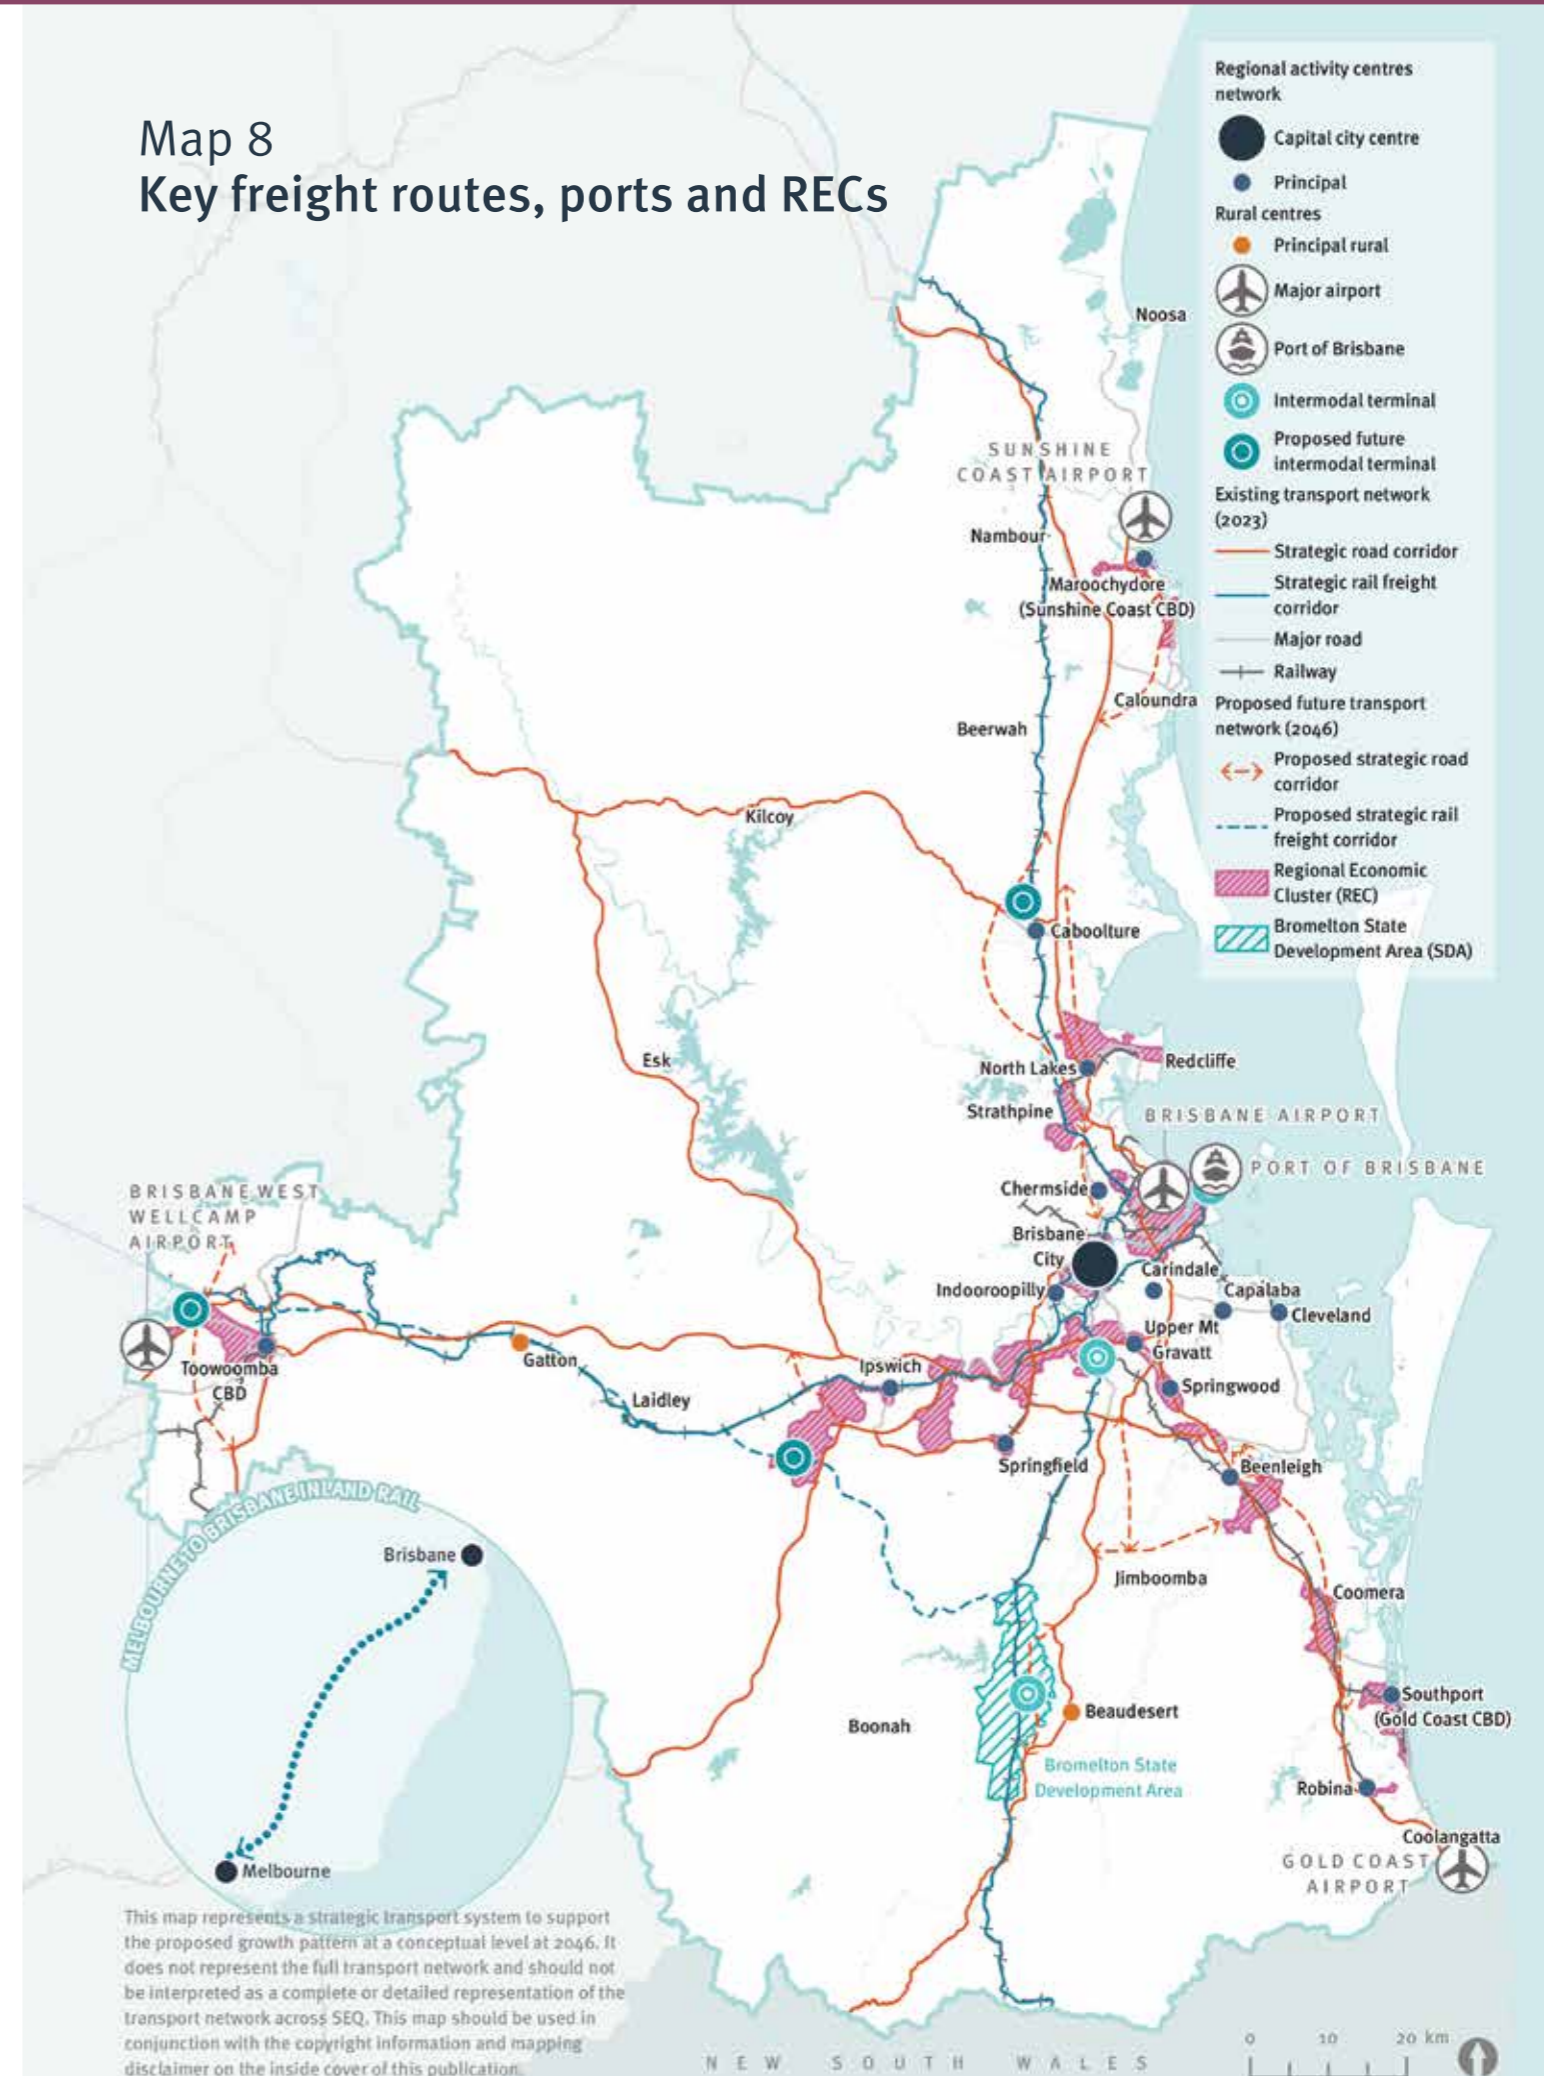 Map 8
Key freight routes, ports and RECs
Regional activity centres
network
Capital city centre
Principal
Rural centres
Principal rural
Major airport
Port of Brisbane
Intermodal terminal
Proposed future
intermodal terminal
Existing transport network
(2023)
Strategic road corridor
Strategic rail freight
corridor
Major road
Railway
Proposed future transport
network (2046)
Proposed strategic road
corridor
Proposed strategic rail
freight corridor
Regional Economic
Cluster (REC)
Bromelton State
Development Area (SDA)
Noosa
SUNSHINE
COAST AIRPORT
Nambour
Maroochydore
(Sunshine Coast CBD)
Caloundra
Beerwah
Kilcoy
Caboolture
Esk
North Lakes
Redcliffe
Strathpine
BRISBANE AIRPORT
PORT OF BRISBANE
Chermside
BRISBANE WEST
WELLCAMP
AIRPORT
Brisbane
City
Carindale
Indooroopilly
Capalaba
Cleveland
Upper Mt
Gravatt
Toowoomba
CBD
Gatton
Ipswich
Springwood
Laidley
Springfield
Beenleigh
MELBOURNE TO BRISBANE INLAND RAIL
Brisbane
Jimboomba
Coomera
Southport
(Gold Coast CBD)
Beaudesert
Boonah
Bromelton State
Development Area
Robina
Coolangatta
GOLD COAST
AIRPORT
Melbourne
This map represents a strategic transport system to support
the proposed growth pattern at a conceptual level at 2046. It
does not represent the full transport network and should not
be interpreted as a complete or detailed representation of the
transport network across SEQ. This map should be used in
conjunction with the copyright information and mapping
disclaimer on the inside cover of this publication.
NEW SOUTH WALES
0 10 20 km